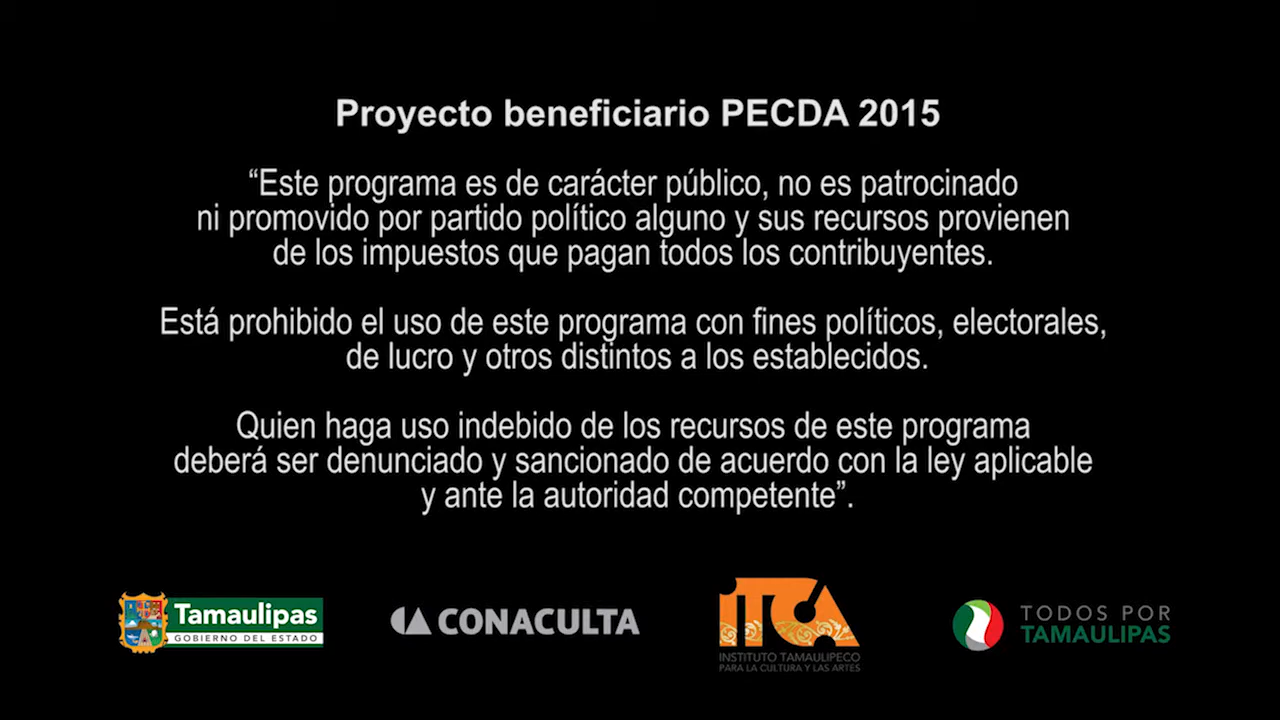 Proyecto beneficiario PECDA 2015
“Este programa es de carácter público, no es patrocinado
ni promovido por partido político alguno y sus recursos provienen
de los impuestos que pagan todos los contribuyentes.
Está prohibido el uso de este programa con fines políticos, electorales,
de lucro y otros distintos a los establecidos.
Quien haga uso indebido de los recursos de este programa
deberá ser denunciado y sancionado de acuerdo con la ley aplicable
y ante la autoridad competente”.
Tamaulipas
GOBIERNO DEL ESTADO
CONACULTA
ITCA
INSTITUTO TAMAULIPECO
PARA LA CULTURA Y LAS ARTES
TODOS POR
TAMAULIPAS